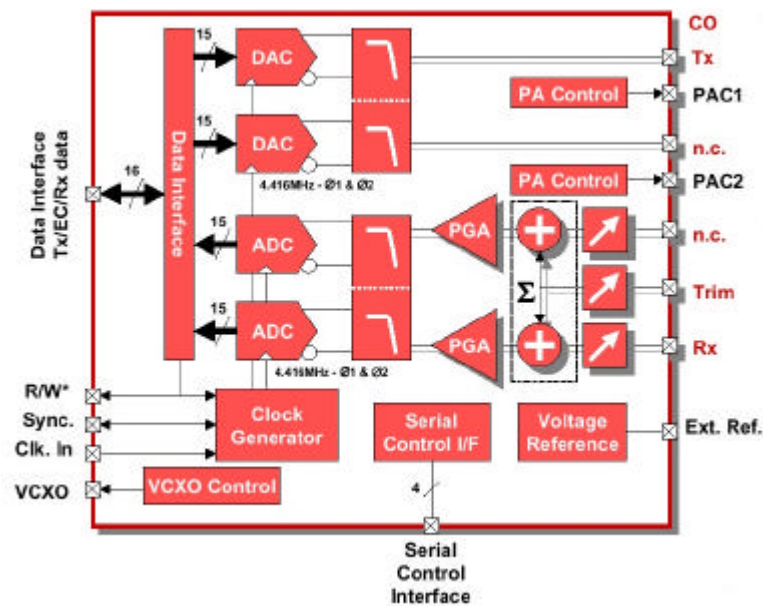 CO
15
DAC
Tx
PA Control
PAC1
Data Interface
15
DAC
n.c.
16
4.416MHz - Ø1 & Ø2
PA Control
PAC2
Data Interface
Tx/EC/Rx data
15
ADC
PGA
+
n.c.
Σ
Trim
15
ADC
PGA
+
Rx
4.416MHz - Ø1 & Ø2
R/W*
Sync.
Clk. In
Clock
Generator
Serial
Control I/F
Voltage
Reference
Ext. Ref.
VCXO
VCXO Control
4
Serial
Control
Interface